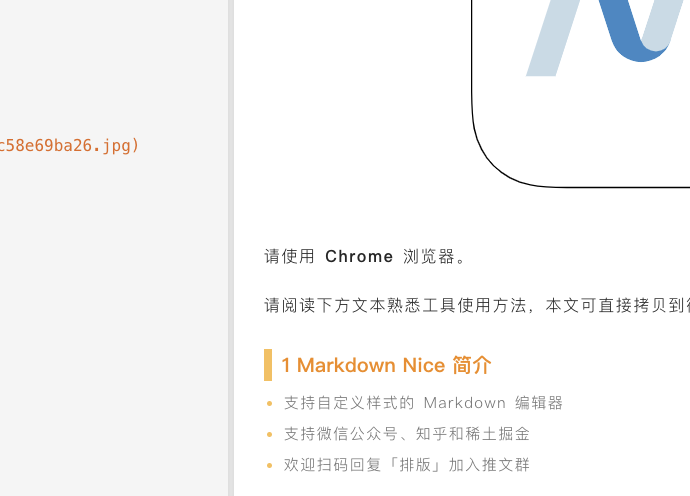 c58e69ba26.jpg)
请使用 Chrome 浏览器。
请阅读下方文本熟悉工具使用方法，本文可直接拷贝到
1 Markdown Nice 简介
支持自定义样式的 Markdown 编辑器
支持微信公众号、知乎和稀土掘金
欢迎扫码回复「排版」加入推文群